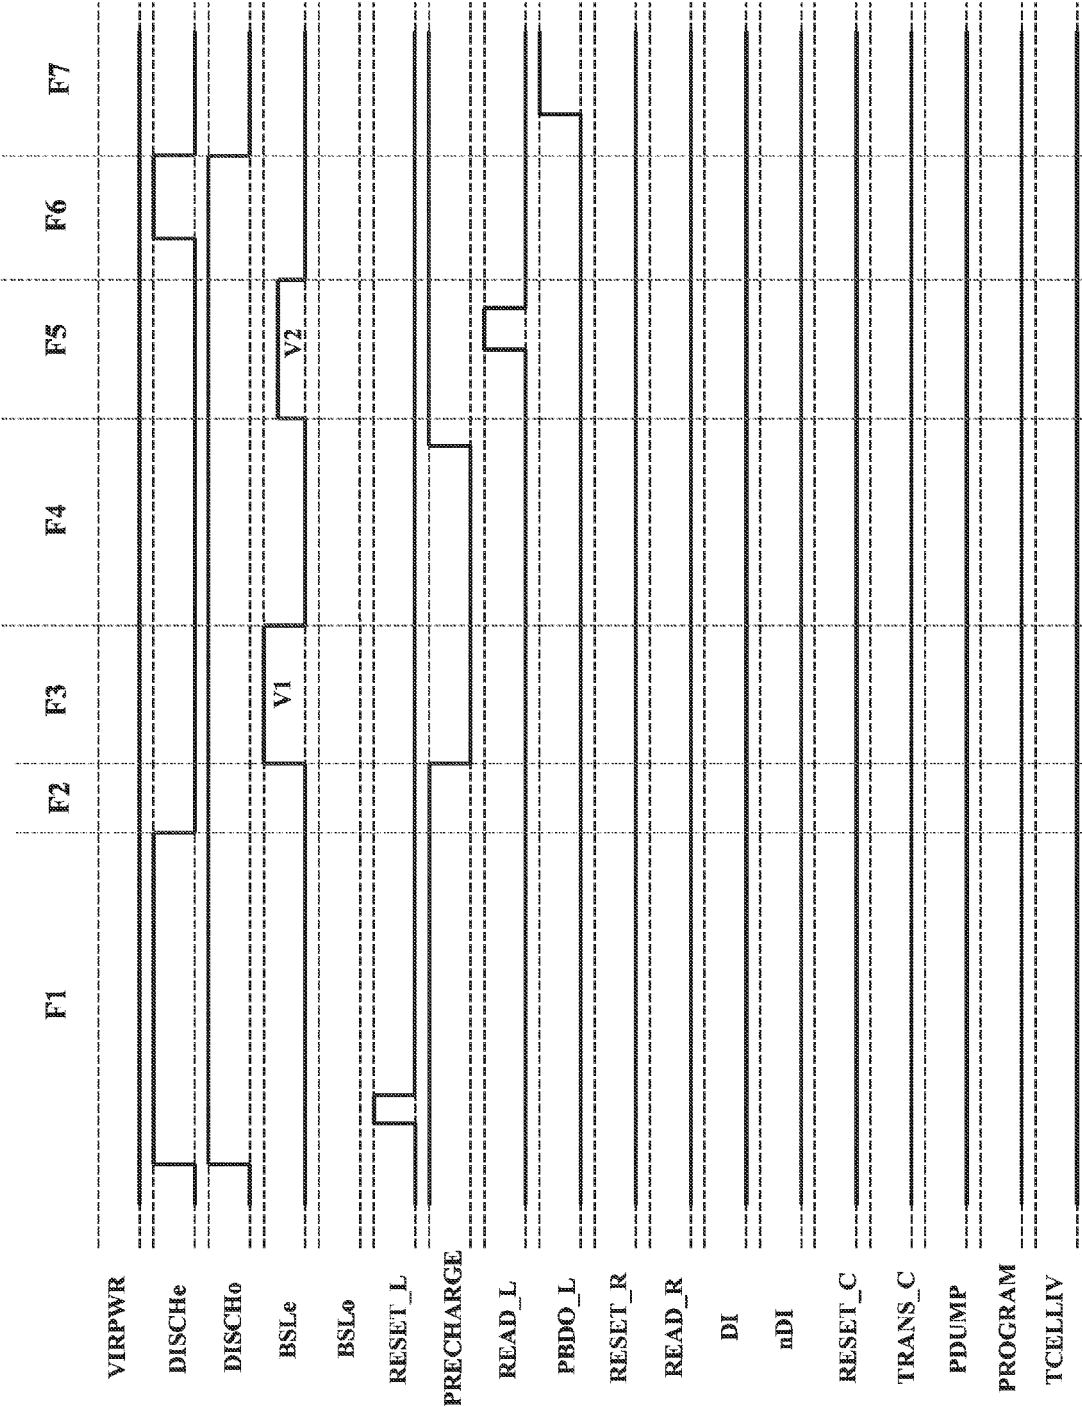 F1
F2
F3
F4
F5
F6
F7
VIRPWR
DISCHe
DISCHo
BSLe
V1
V2
BSLo
RESET_L
PRECHARGE
READ_L
PBDO_L
RESET_R
READ_R
DI
nDI
RESET_C
TRANS_C
PDUMP
PROGRAM
TCELLIV